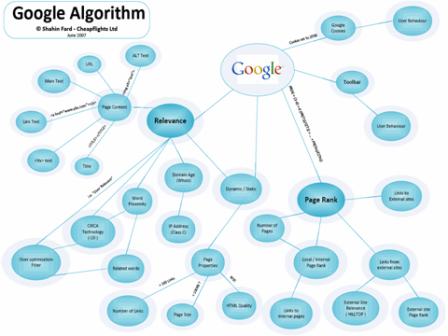 Google Algorithm
© Shahin Fard - Cheapflights Ltd
June 2007
Google
Google
Cookies
User Behaviour
Toolbar
User Behaviour
URL
ALT Text
Main Text
Page Content
Link Text
<Hx> text
Title
Relevance
Domain Age
(Whois)
IP Address
(Class C)
Dynamic / Static
Word
Proximity
CIRCA
Technology
Related words
User optimization
Filter
Page
Properties
Number of Links
Page Size
HTML Quality
Page Rank
Links to
External sites
Number of
Pages
Local / Internal
Page Rank
Links from
external sites
Links to
internal pages
External Site
Relevance
( HILLTOP )
External site
Page Rank